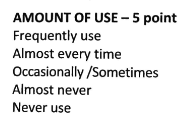 AMOUNT OF USE – 5 point
Frequently use
Almost every time
Occasionally /Sometimes
Almost never
Never use